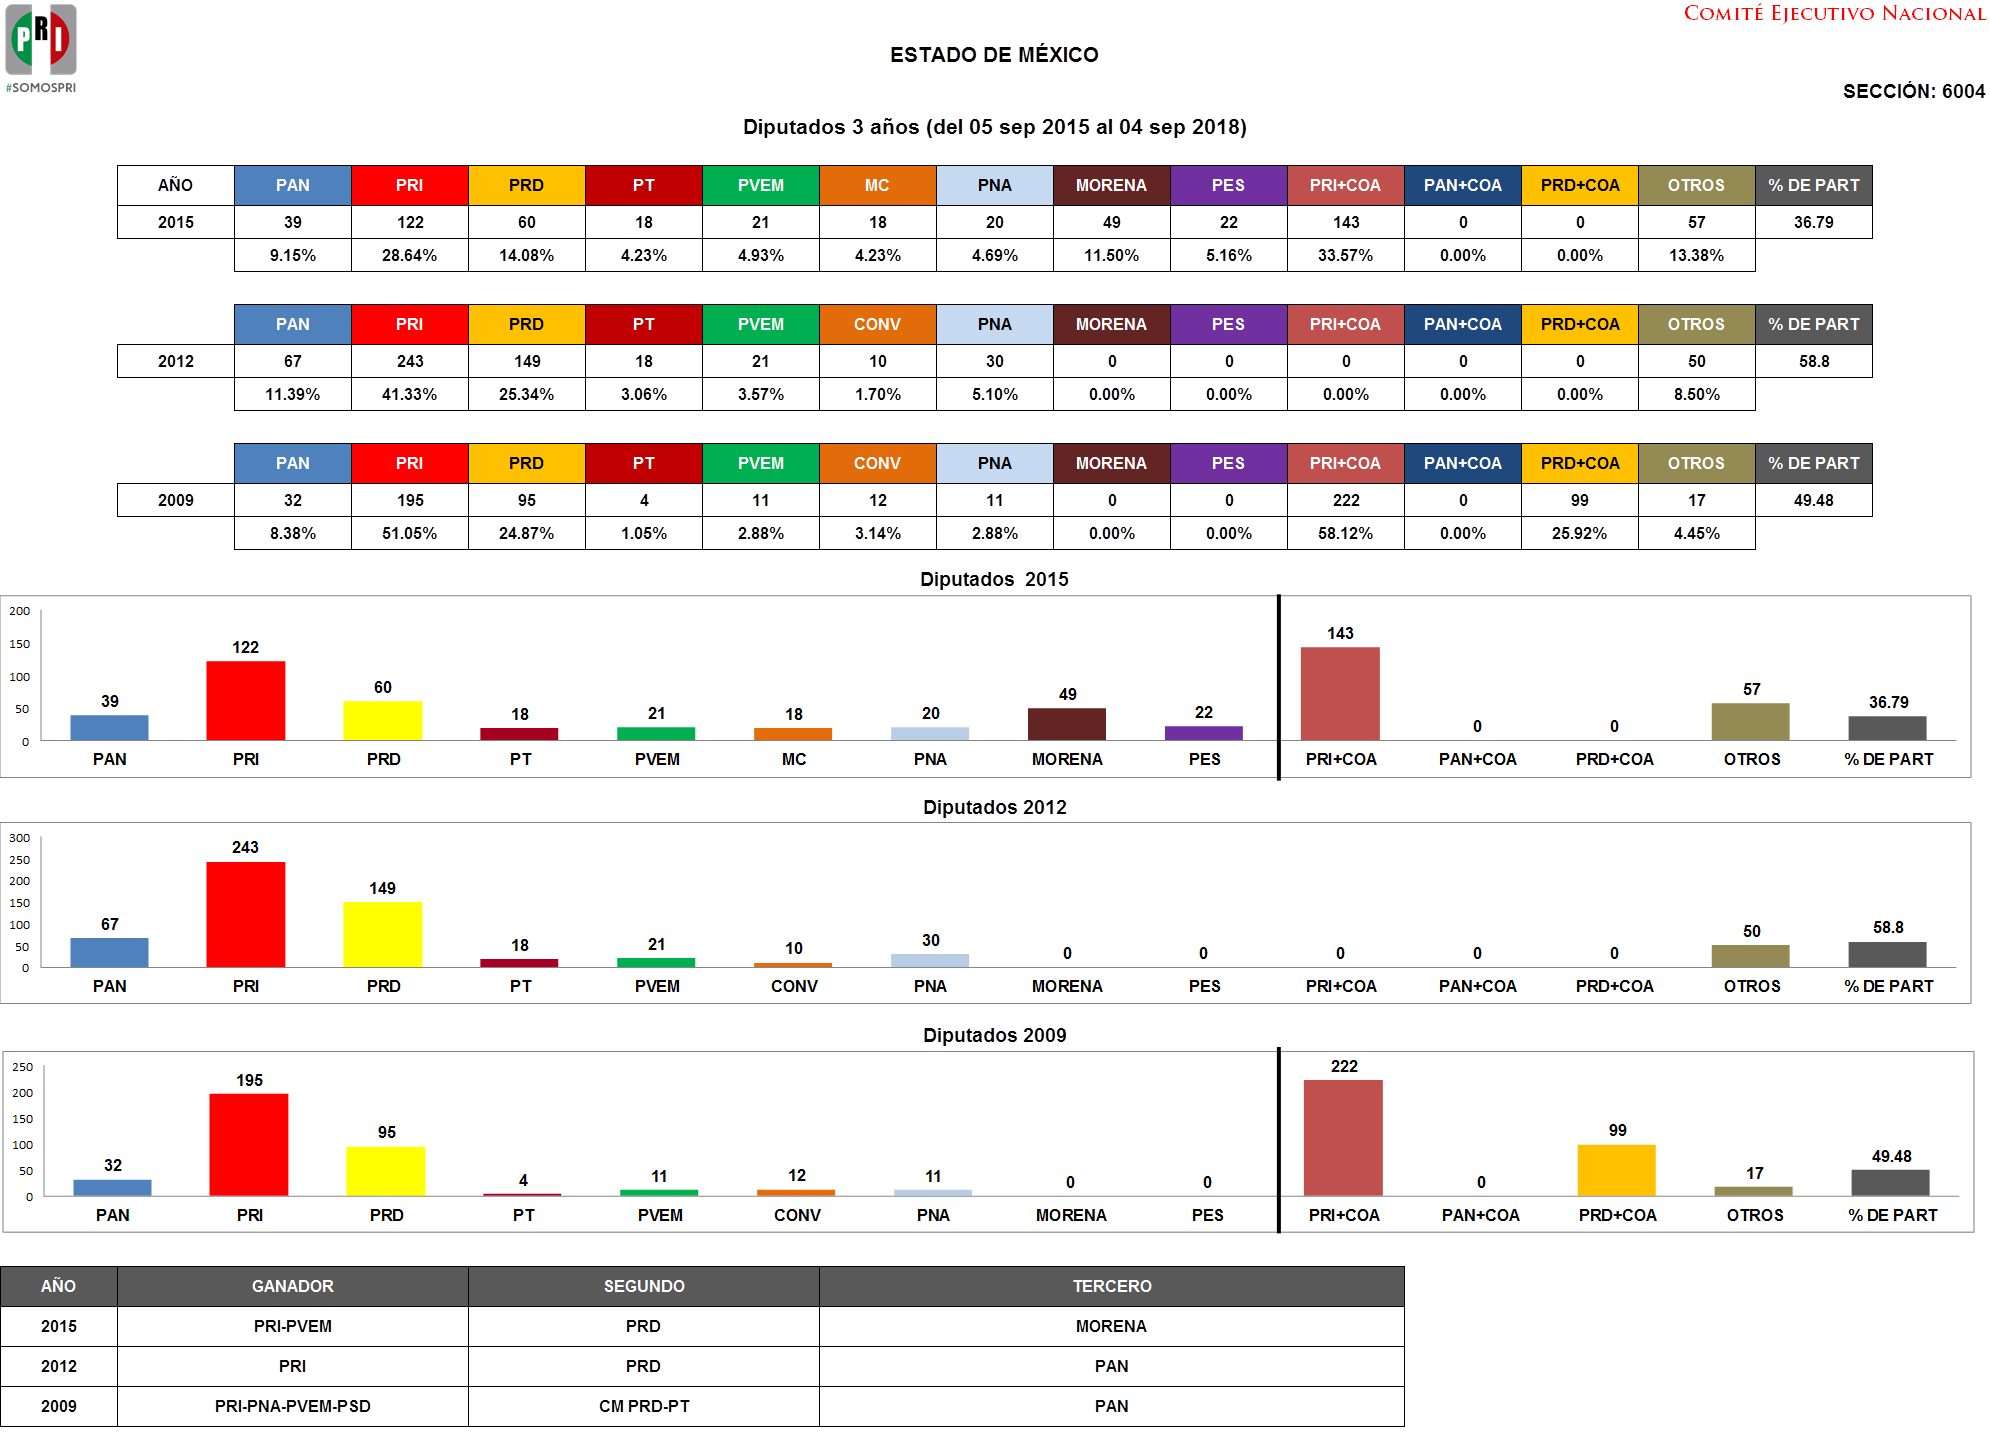 PRI
#SOMOSPRI
COMITÉ EJECUTIVO NACIONAL
ESTADO DE MÉXICO
SECCIÓN: 6004
Diputados 3 años (del 05 sep 2015 al 04 sep 2018)
AÑO PAN PRI PRD PT PVEM MC PNA MORENA PES PRI+COA PAN+COA PRD+COA OTROS % DE PART
2015 39 122 60 18 21 18 20 49 22 143 0 0 57 36.79
9.15% 28.64% 14.08% 4.23% 4.93% 4.23% 4.69% 11.50% 5.16% 33.57% 0.00% 0.00% 13.38%
PAN PRI PRD PT PVEM CONV PNA MORENA PES PRI+COA PAN+COA PRD+COA OTROS % DE PART
2012 67 243 149 18 21 10 30 0 0 0 0 0 50 58.8
11.39% 41.33% 25.34% 3.06% 3.57% 1.70% 5.10% 0.00% 0.00% 0.00% 0.00% 0.00% 8.50%
PAN PRI PRD PT PVEM CONV PNA MORENA PES PRI+COA PAN+COA PRD+COA OTROS % DE PART
2009 32 195 95 4 11 12 11 0 0 222 0 99 17 49.48
8.38% 51.05% 24.87% 1.05% 2.88% 3.14% 2.88% 0.00% 0.00% 58.12% 0.00% 25.92% 4.45%
Diputados 2015
200
150
100
50
0
39 122 60 18 21 18 20 49 22 143 0 0 57 36.79
PAN PRI PRD PT PVEM MC PNA MORENA PES PRI+COA PAN+COA PRD+COA OTROS % DE PART
Diputados 2012
300
250
200
150
100
50
0
67 243 149 18 21 10 30 0 0 0 0 0 50 58.8
PAN PRI PRD PT PVEM CONV PNA MORENA PES PRI+COA PAN+COA PRD+COA OTROS % DE PART
Diputados 2009
250
200
150
100
50
0
32 195 95 4 11 12 11 0 0 222 0 99 17 49.48
PAN PRI PRD PT PVEM CONV PNA MORENA PES PRI+COA PAN+COA PRD+COA OTROS % DE PART
AÑO GANADOR SEGUNDO TERCERO
2015 PRI-PVEM PRD MORENA
2012 PRI PRD PAN
2009 PRI-PNA-PVEM-PSD CM PRD-PT PAN